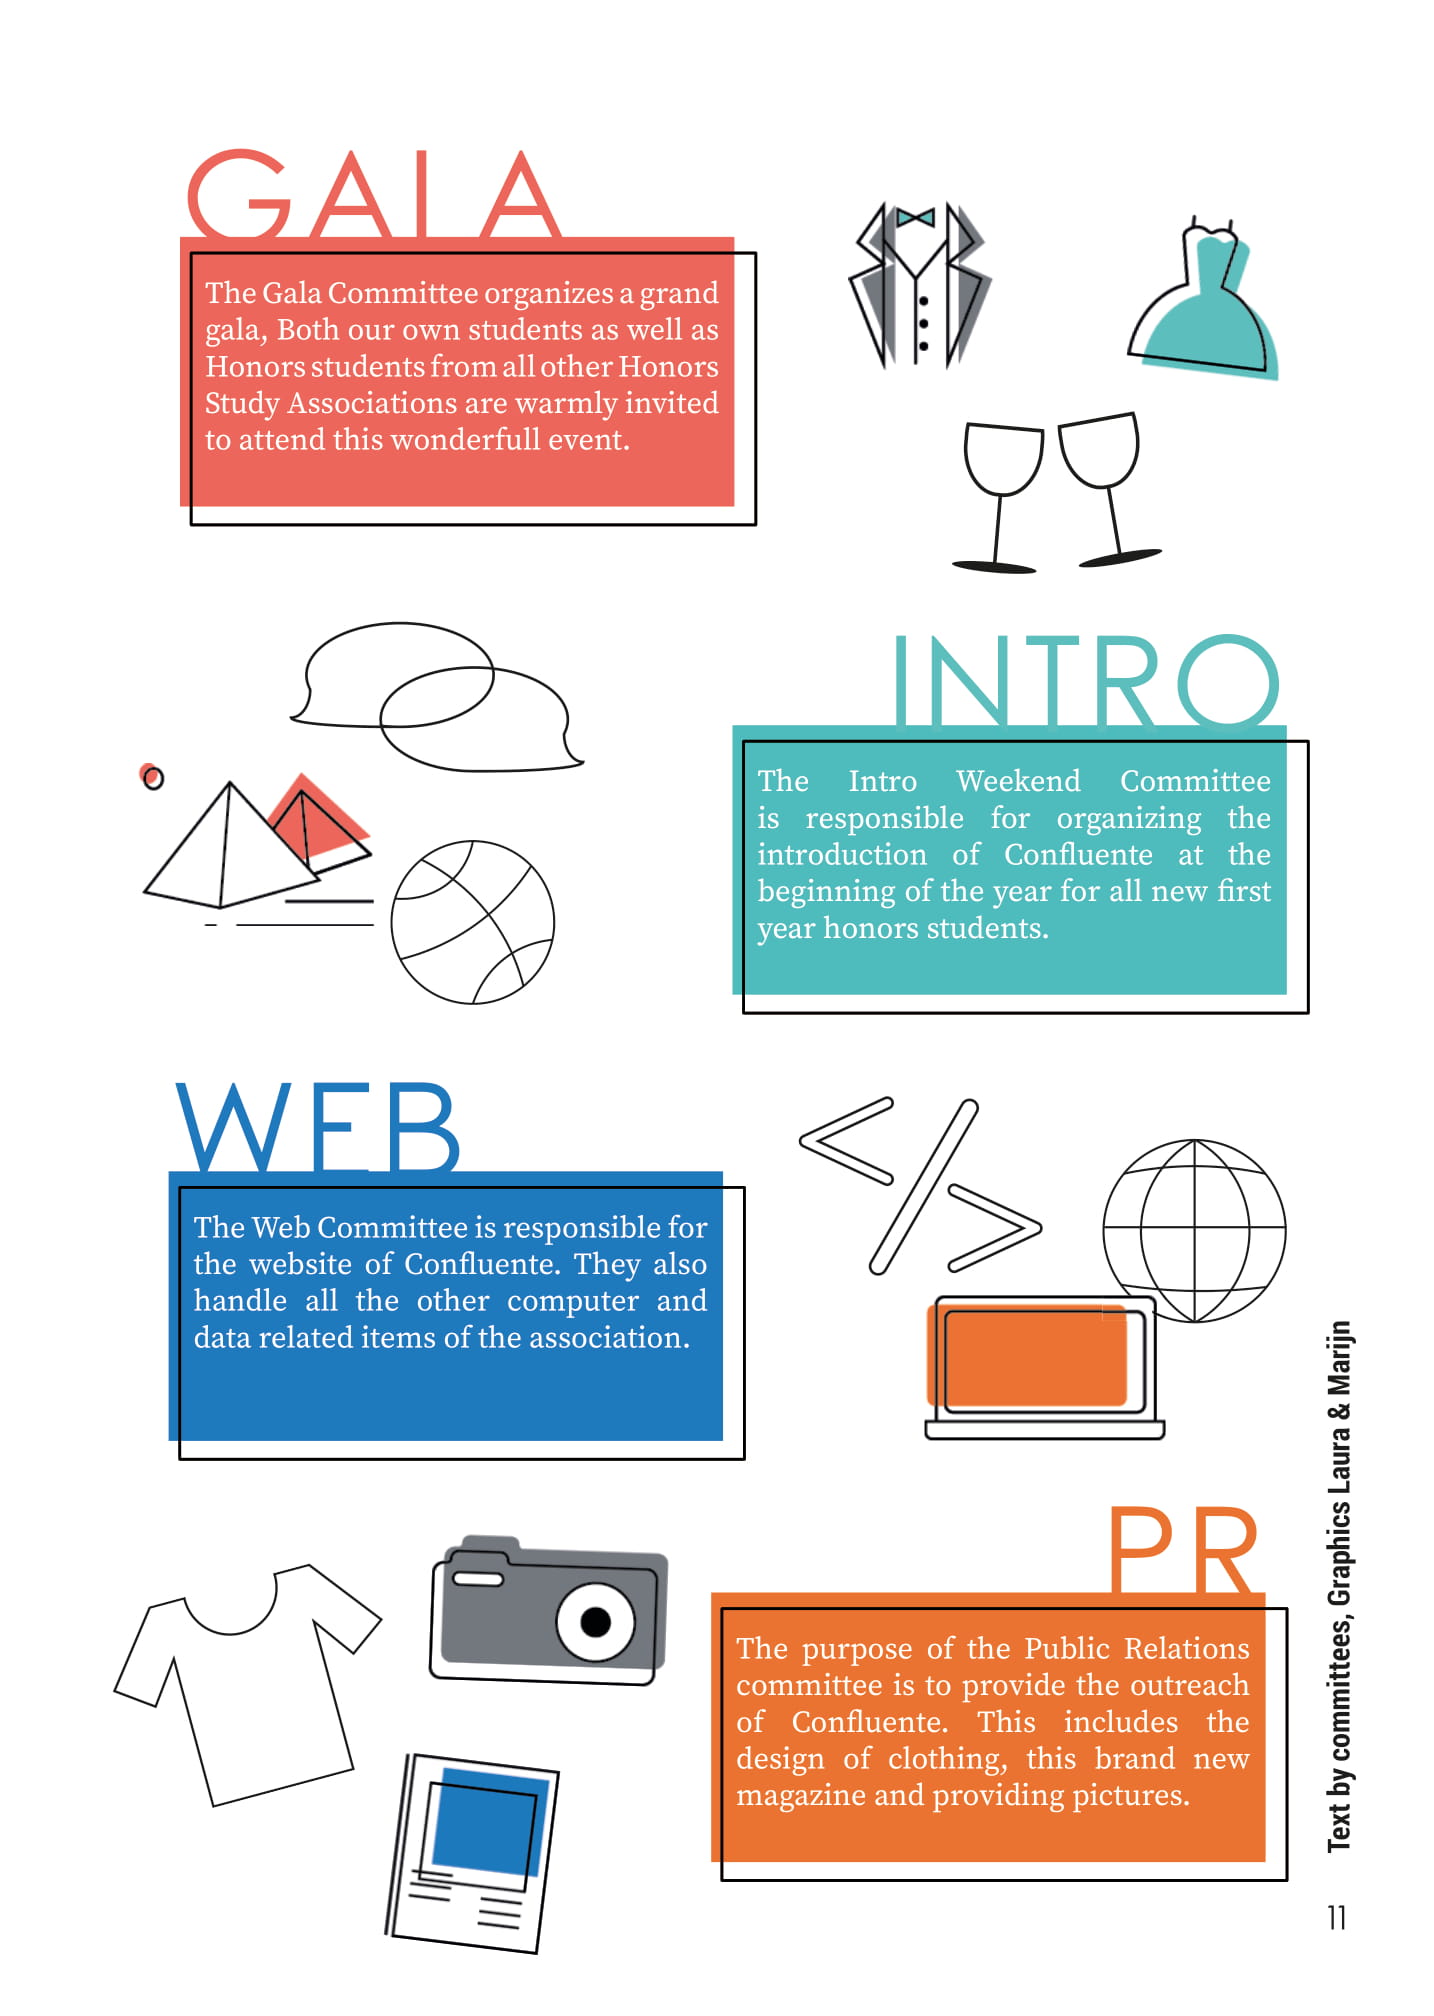 GALA
The Gala Committee organizes a grand
gala, Both our own students as well as
Honors students from all other Honors
Study Associations are warmly invited
to attend this wonderfull event.
INTRO
The Intro Weekend Committee
is responsible for organizing the
introduction of Confluente at the
beginning of the year for all new first
year honors students.
WEB
The Web Committee is responsible for
the website of Confluente. They also
handle all the other computer and
data related items of the association.
PR
The purpose of the Public Relations
committee is to provide the outreach
of Confluente. This includes the
design of clothing, this brand new
magazine and providing pictures.
Text by committees, Graphics Laura & Marijn
11